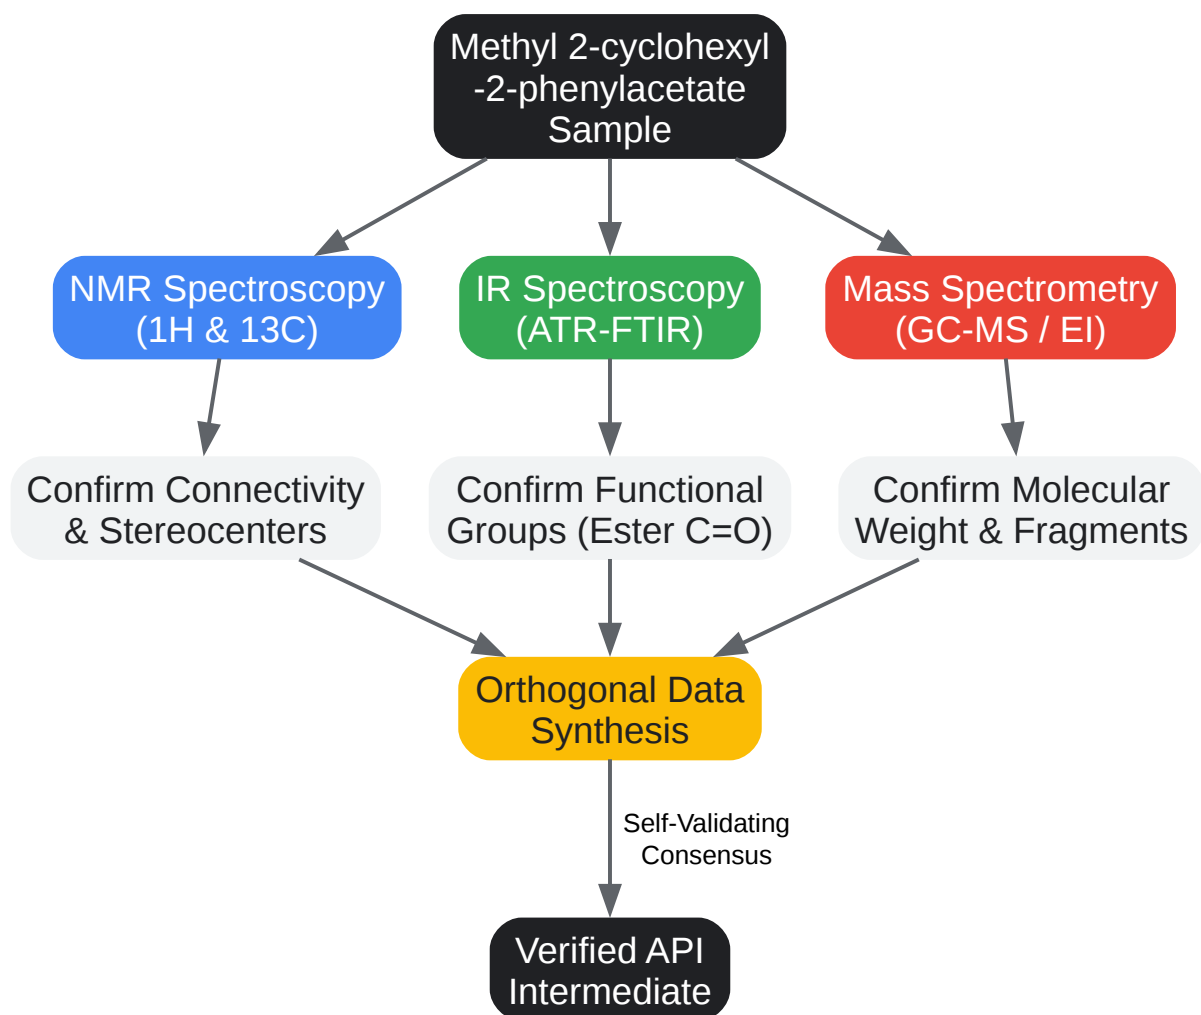 Methyl 2-cyclohexyl
-2-phenylacetate
Sample
NMR Spectroscopy
(1H & 13C)
IR Spectroscopy
(ATR-FTIR)
Mass Spectrometry
(GC-MS / EI)
Confirm Connectivity
& Stereocenters
Confirm Functional
Groups (Ester C=O)
Confirm Molecular
Weight & Fragments
Orthogonal Data
Synthesis
Self-Validating
Consensus
Verified API
Intermediate